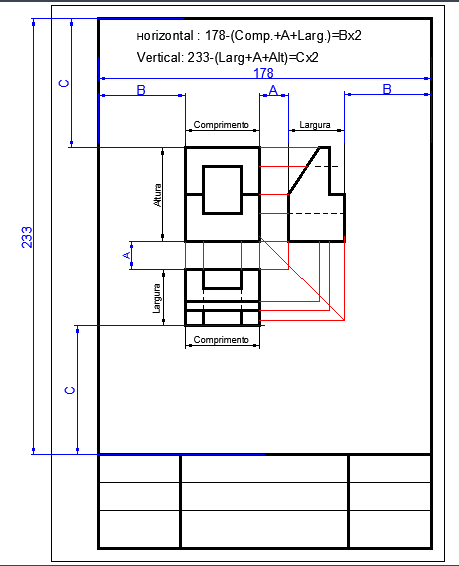 Horizontal : 178-(Comp.+A+Larg.)=Bx2
Vertical: 233-(Larg+A+Alt)=Cx2
178
C
B
A
B
Comprimento
Largura
Altura
233
A
Largura
Comprimento
C